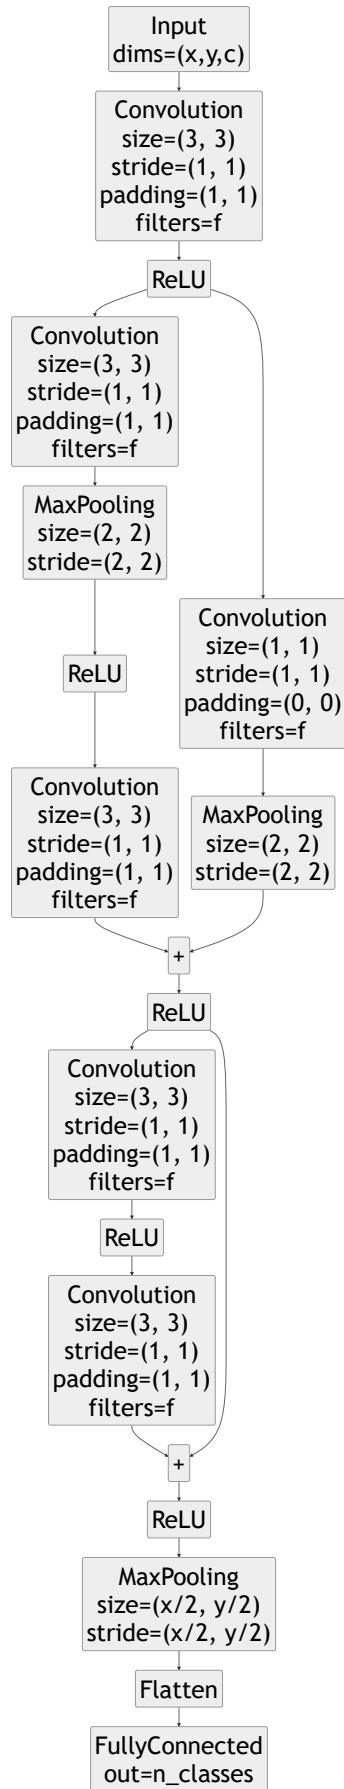 Input
dims=(x,y,c)
Convolution
size=(3, 3)
stride=(1, 1)
padding=(1, 1)
filters=f
ReLU
Convolution
size=(3, 3)
stride=(1, 1)
padding=(1, 1)
filters=f
MaxPooling
size=(2, 2)
stride=(2, 2)
ReLU
Convolution
size=(3, 3)
stride=(1, 1)
padding=(1, 1)
filters=f
Convolution
size=(1, 1)
stride=(1, 1)
padding=(0, 0)
filters=f
MaxPooling
size=(2, 2)
stride=(2, 2)
+
ReLU
Convolution
size=(3, 3)
stride=(1, 1)
padding=(1, 1)
filters=f
ReLU
Convolution
size=(3, 3)
stride=(1, 1)
padding=(1, 1)
filters=f
+
ReLU
MaxPooling
size=(x/2, y/2)
stride=(x/2, y/2)
Flatten
FullyConnected
out=n_classes